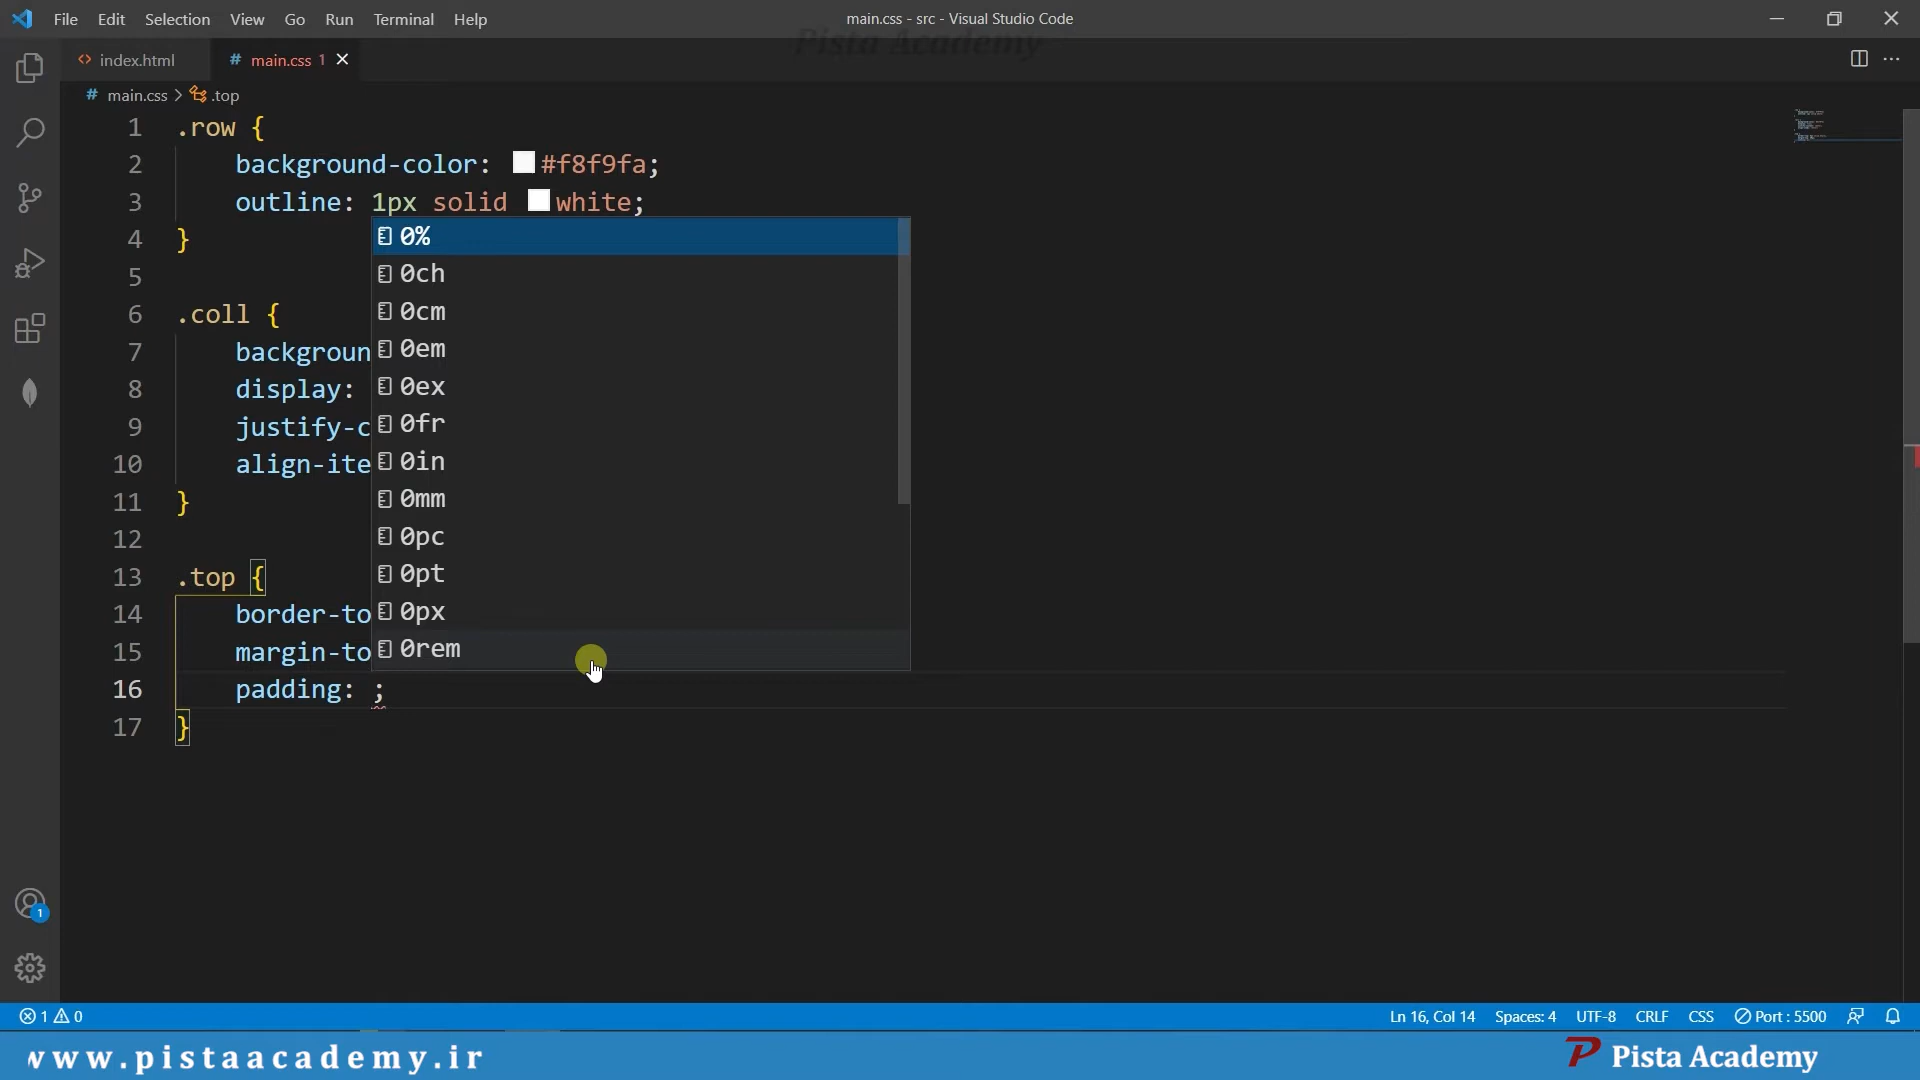 File Edit Selection View Go Run Terminal Help
main.css - src - Visual Studio Code
Pista Academy
index.html
# main.css 1
# main.css > .top
1 .row {
2 background-color: #f8f9fa;
3 outline: 1px solid white;
4 }
5
6 .coll {
7 backgroun
8 display:
9 justify-c
10 align-ite
11 }
12
13 .top {
14 border-to
15 margin-to
16 padding: ;
17 }
0%
0ch
0cm
0em
0ex
0fr
0in
0mm
0pc
0pt
0px
0rem
1
1 0
Ln 16, Col 14 Spaces: 4 UTF-8 CRLF CSS Port : 5500
www.pistaacademy.ir
Pista Academy